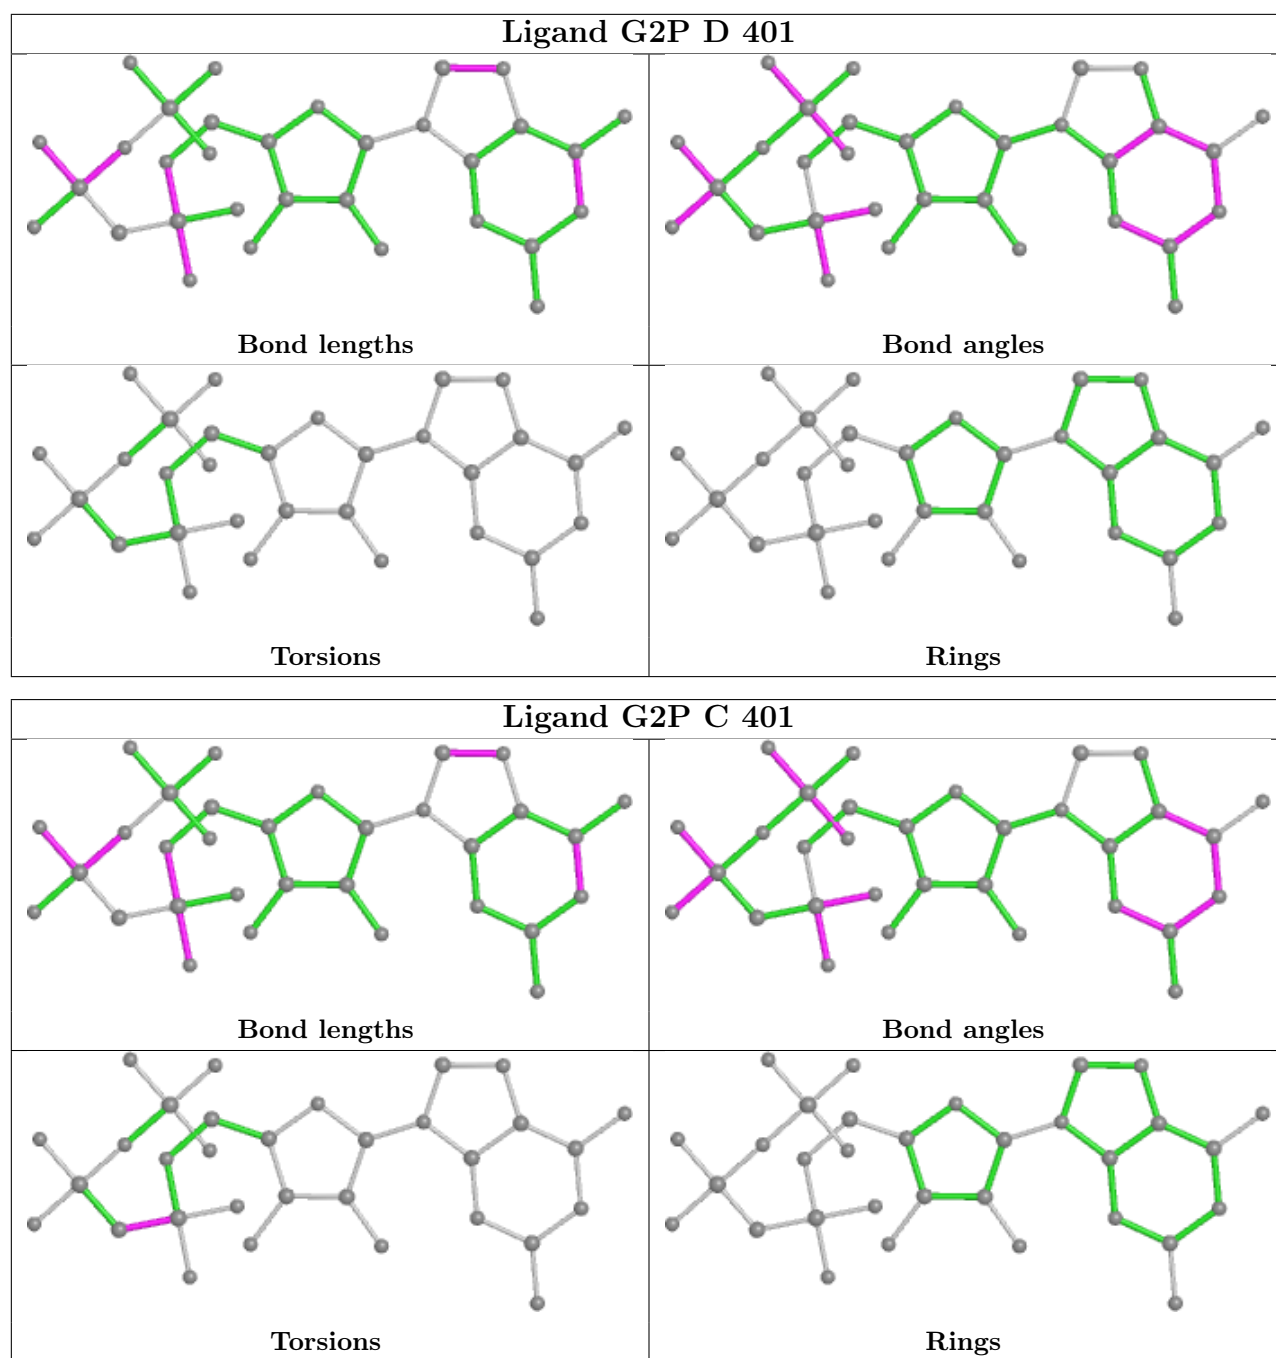 Ligand G2P D 401
Bond lengths
Bond angles
Torsions
Rings
Ligand G2P C 401
Bond lengths
Bond angles
Torsions
Rings